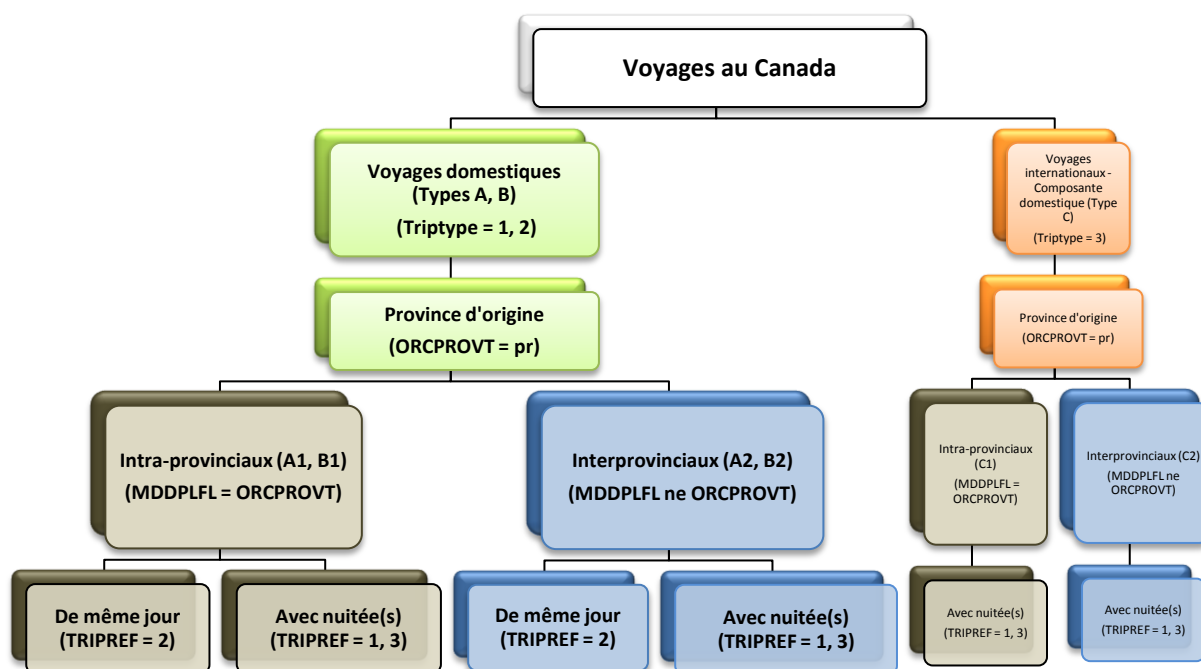 Voyages au Canada
Voyages domestiques
(Types A, B)
(Triptype = 1, 2)
Voyages
internationaux -
Composante
domestique (Type
C)
(Triptype = 3)
Province d'origine
(ORCPROVT = pr)
Province d'origine
(ORCPROVT = pr)
Intra-provinciaux (A1, B1)
(MDDPLFL = ORCPROVT)
Interprovinciaux (A2, B2)
(MDDPLFL ne ORCPROVT)
Intra-provinciaux
(C1)
(MDDPLFL =
ORCPROVT)
Interprovinciaux (C2)
(MDDPLFL ne
ORCPROVT)
De même jour
(TRIPREF = 2)
Avec nuitée(s)
(TRIPREF = 1, 3)
De même jour
(TRIPREF = 2)
Avec nuitée(s)
(TRIPREF = 1, 3)
Avec nuitée(s)
(TRIPREF = 1, 3)
Avec nuitée(s)
(TRIPREF = 1, 3)